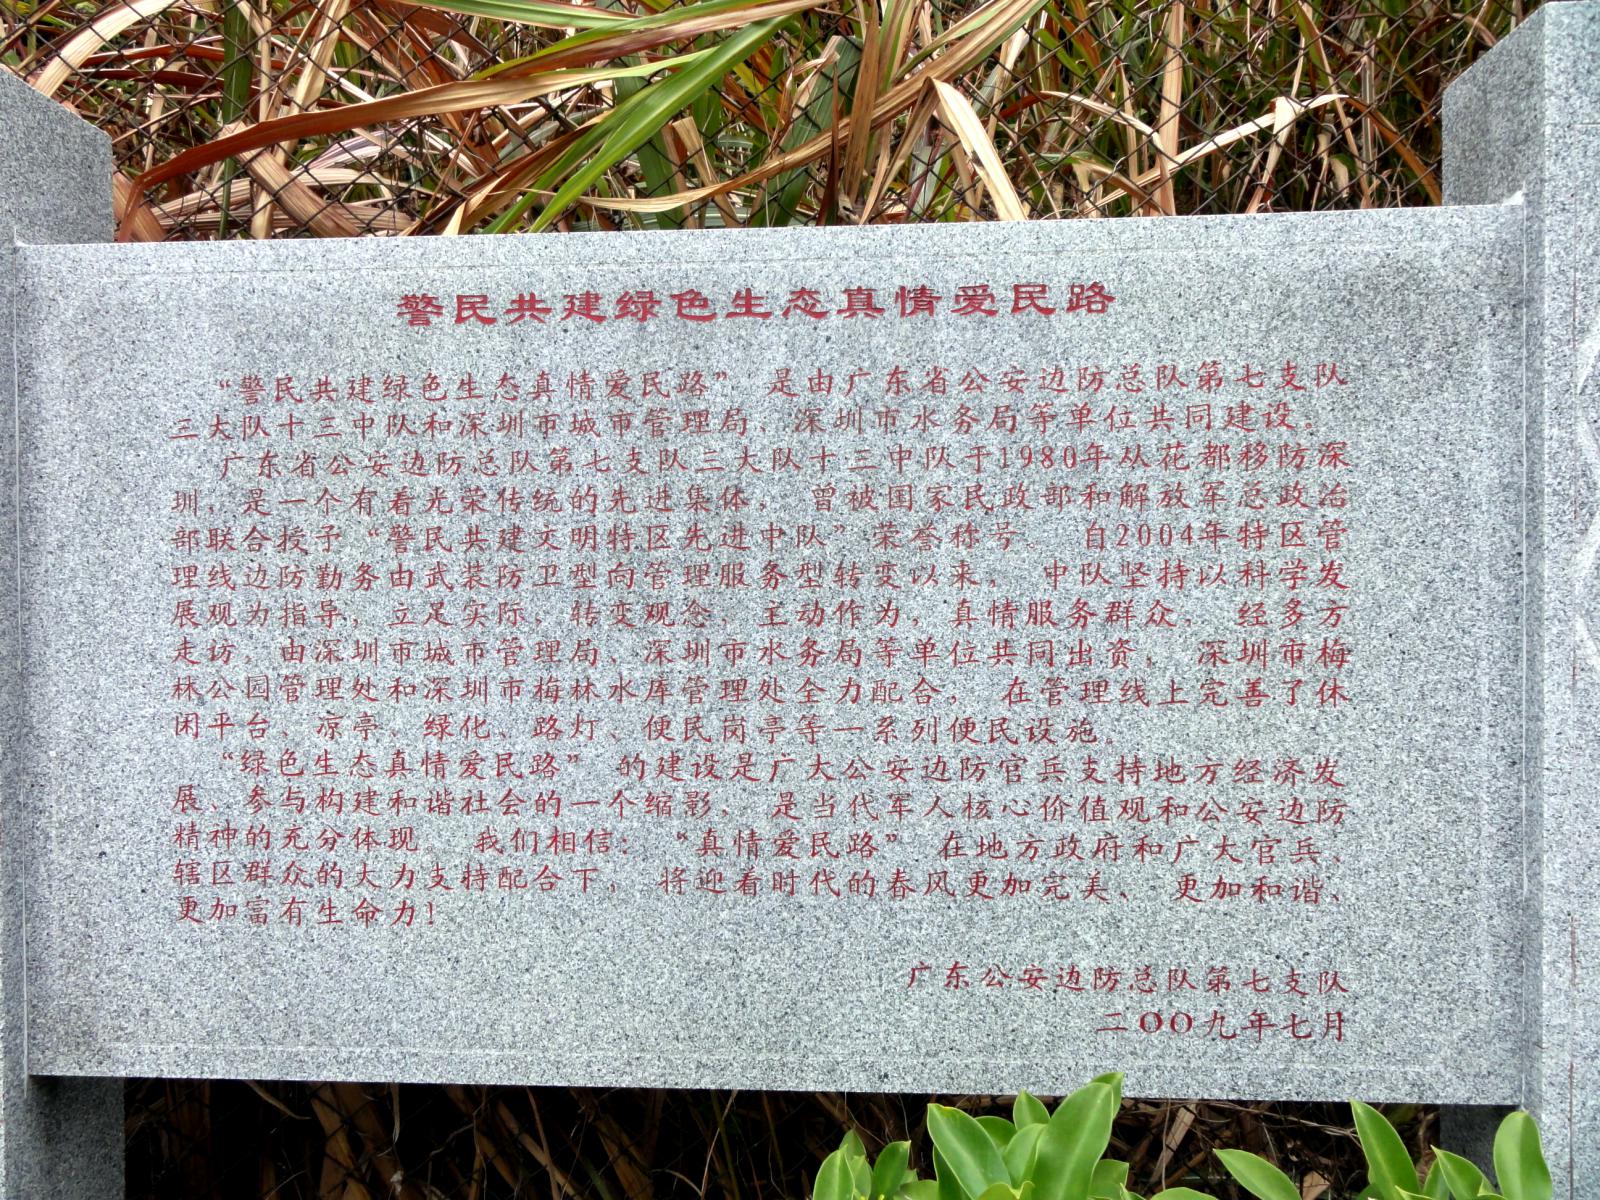 警民共建绿色生态真情爱民路
“警民共建绿色生态真情爱民路” 是由广东省公安边防总队第七支队
三大队十三中队和深圳市城市管理局、深圳市水务局等单位共同建设。
广东省公安边防总队第七支队三大队十三中队于1980年从花都移防深
圳,是一个有着光荣传统的先进集体, 曾被国家民政部和解放军总政治
部联合授予“警民共建文明特区先进中队”荣誉称号。 自2004年特区管
理线边防勤务由武装防卫型向管理服务型转变以来, 中队坚持以科学发
展观为指导,立足实际,转变观念,主动作为,真情服务群众, 经多方
走访,由深圳市城市管理局、深圳市水务局等单位共同出资, 深圳市梅
林公园管理处和深圳市梅林水库管理处全力配合, 在管理线上完善了休
闲平台、凉亭、绿化、路灯、便民岗亭等一系列便民设施。
“绿色生态真情爱民路” 的建设是广大公安边防官兵支持地方经济发
展、参与构建和谐社会的一个缩影, 是当代军人核心价值观和公安边防
精神的充分体现。 我们相信: “真情爱民路” 在地方政府和广大官兵、
辖区群众的大力支持配合下, 将迎着时代的春风更加完美、 更加和谐、
更加富有生命力!
广东公安边防总队第七支队
二〇〇九年七月